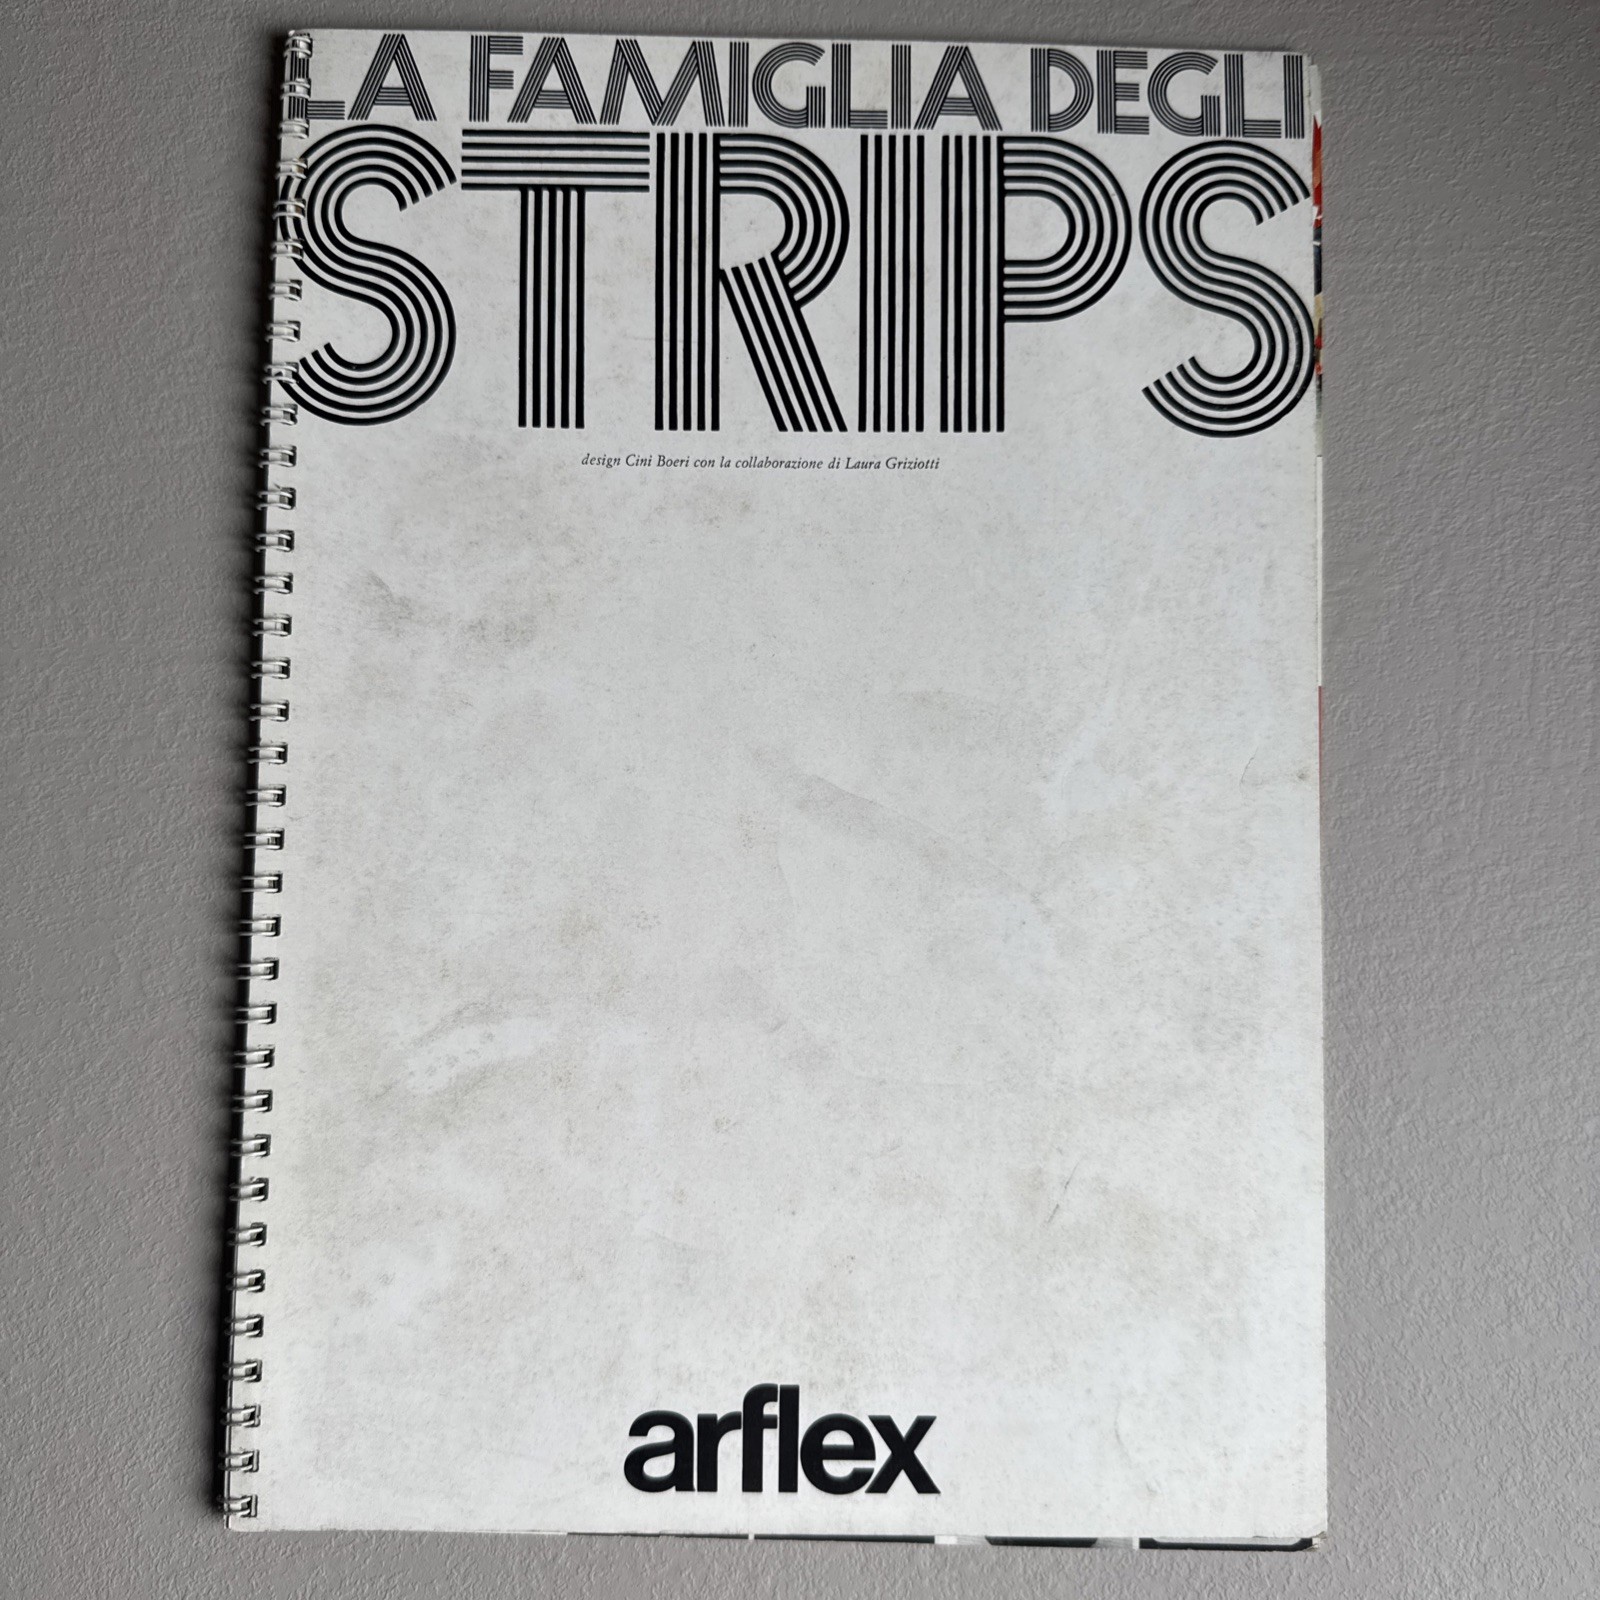 LA FAMIGLIA DEGLI
STRIPS
design Cini Boeri con la collaborazione di Laura Griziotti
arflex